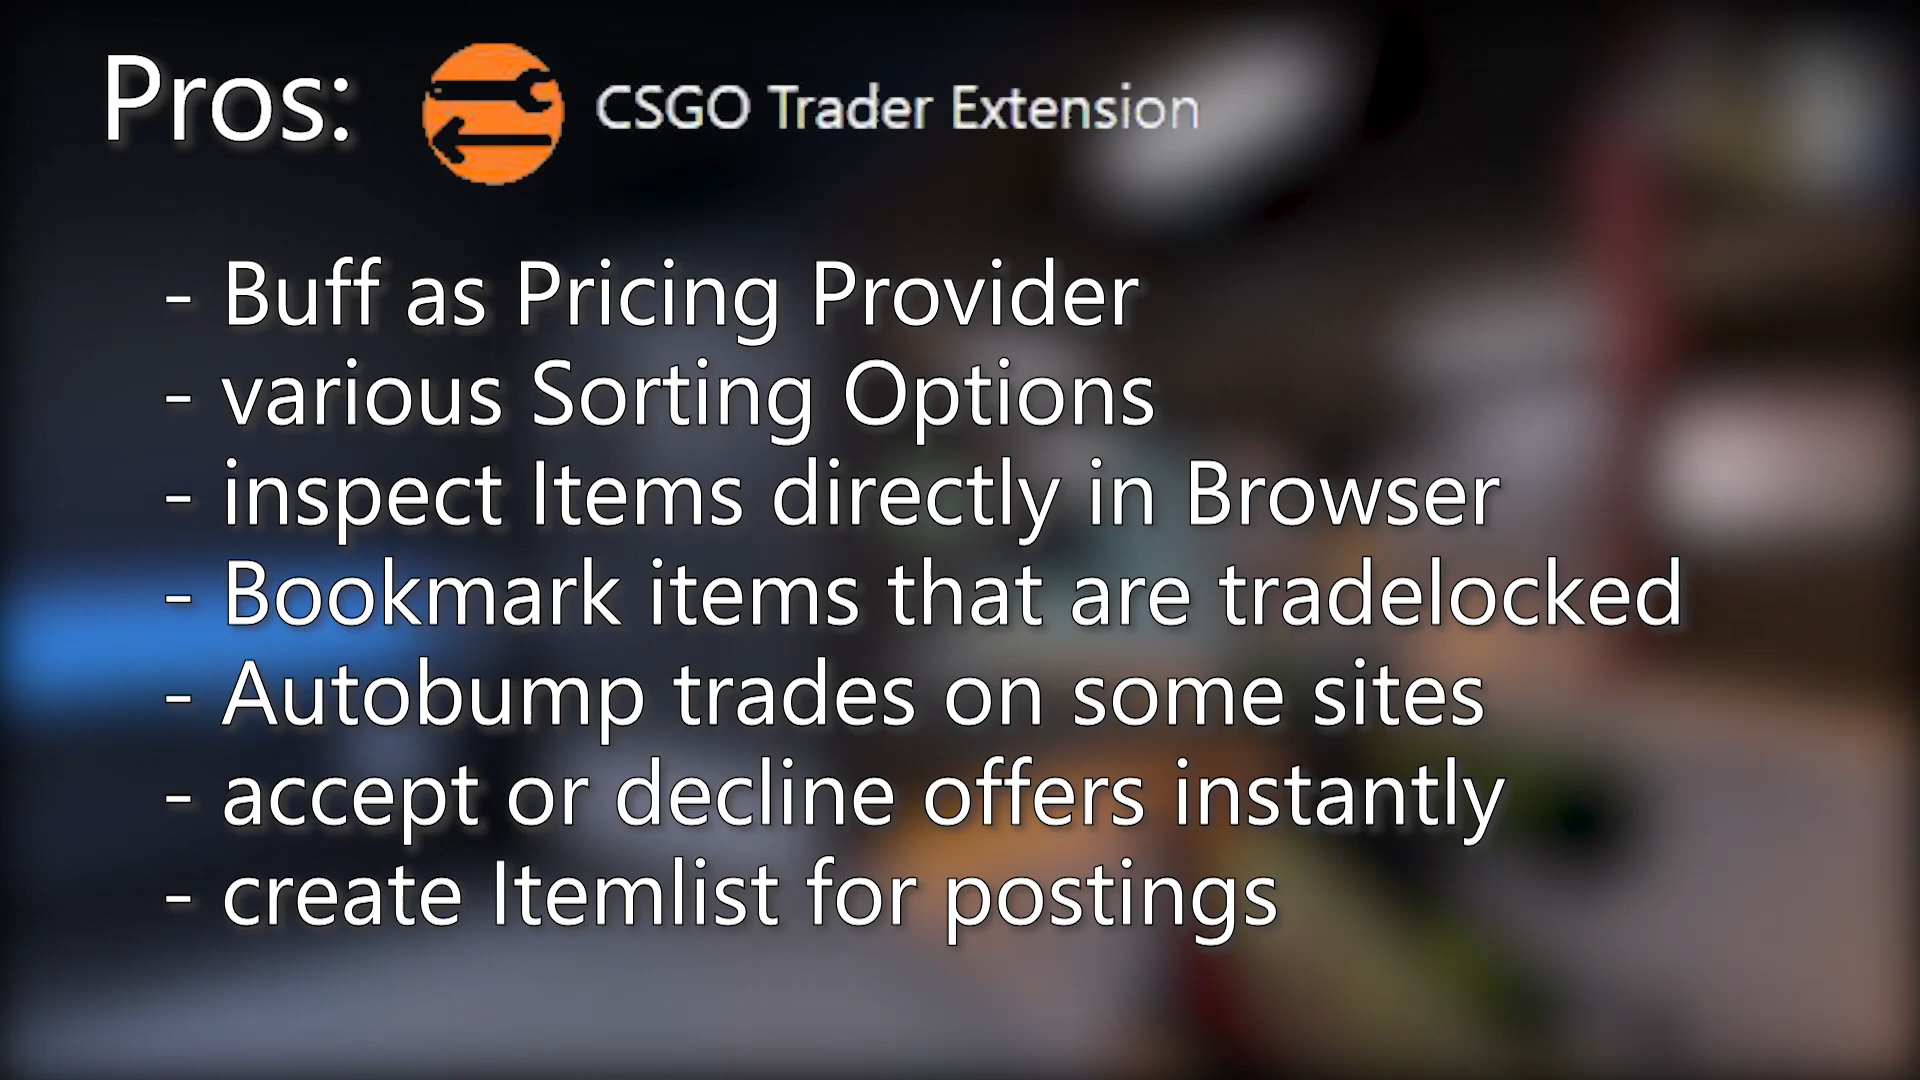 Pros: CSGO Trader Extension
- Buff as Pricing Provider
- various Sorting Options
- inspect Items directly in Browser
- Bookmark items that are tradelocked
- Autobump trades on some sites
- accept or decline offers instantly
- create Itemlist for postings